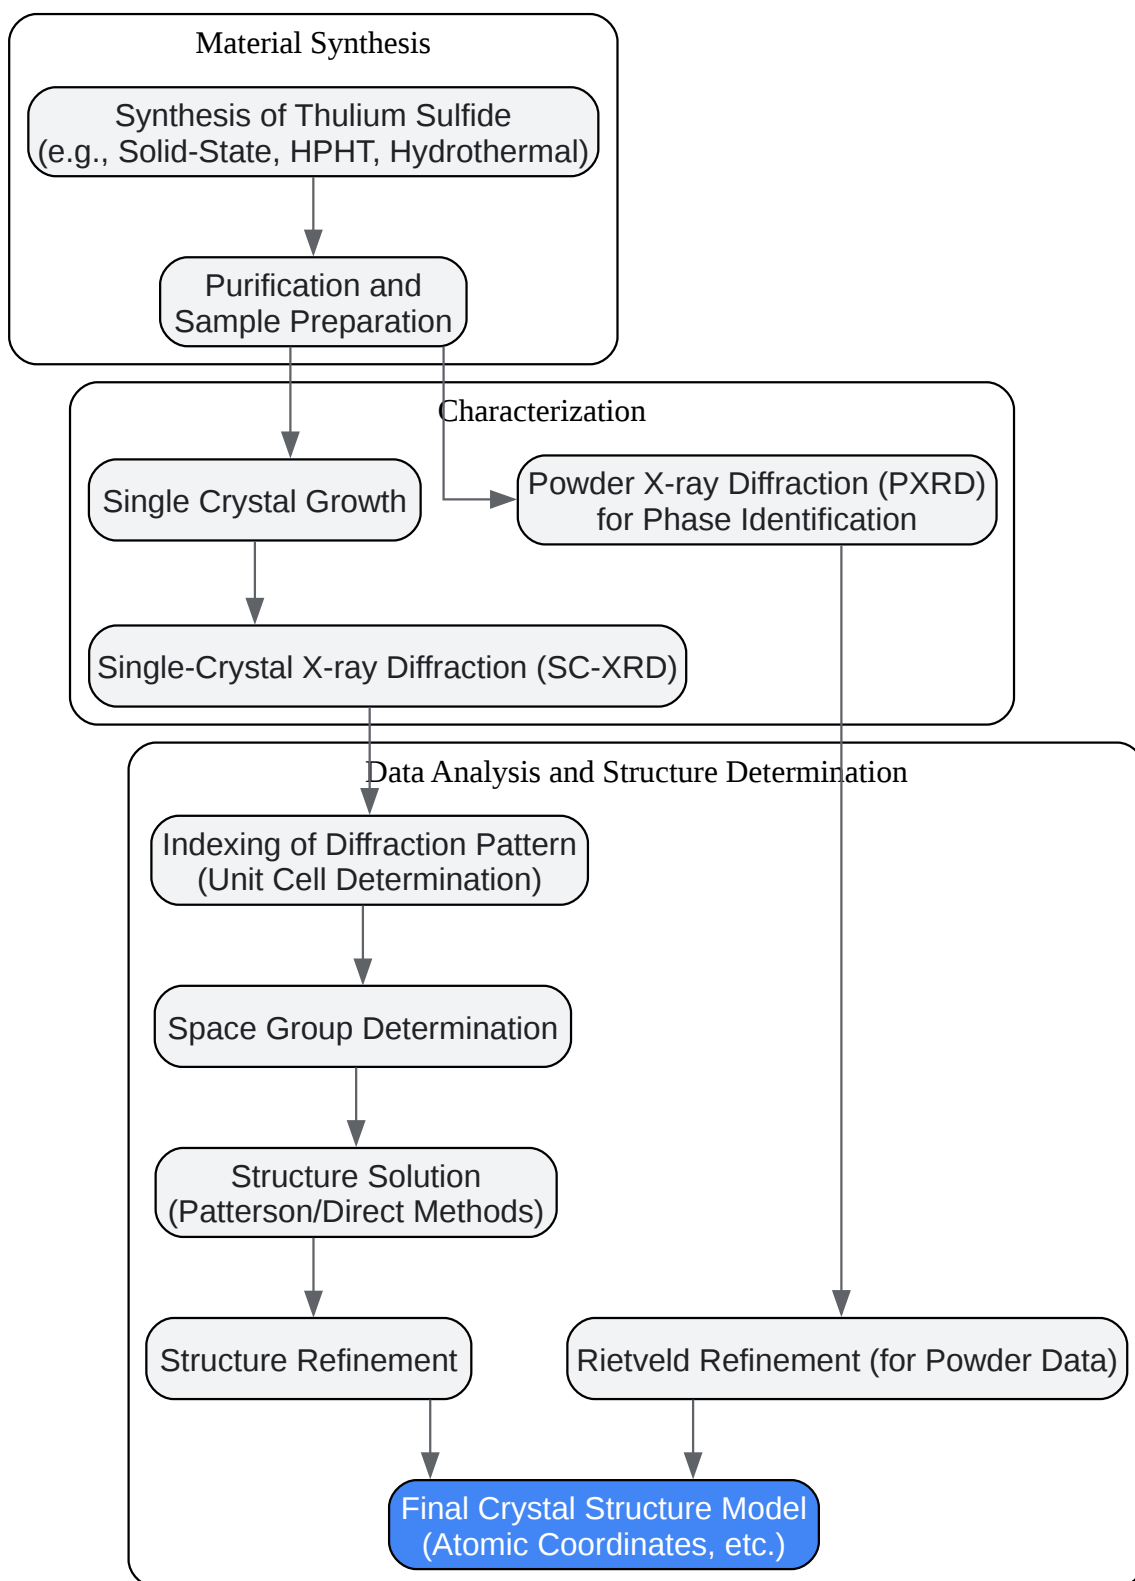 Material Synthesis
Synthesis of Thulium Sulfide
(e.g., Solid-State, HPHT, Hydrothermal)
Purification and
Sample Preparation
Characterization
Single Crystal Growth
Powder X-ray Diffraction (PXRD)
for Phase Identification
Single-Crystal X-ray Diffraction (SC-XRD)
Data Analysis and Structure Determination
Indexing of Diffraction Pattern
(Unit Cell Determination)
Space Group Determination
Structure Solution
(Patterson/Direct Methods)
Structure Refinement
Rietveld Refinement (for Powder Data)
Final Crystal Structure Model
(Atomic Coordinates, etc.)